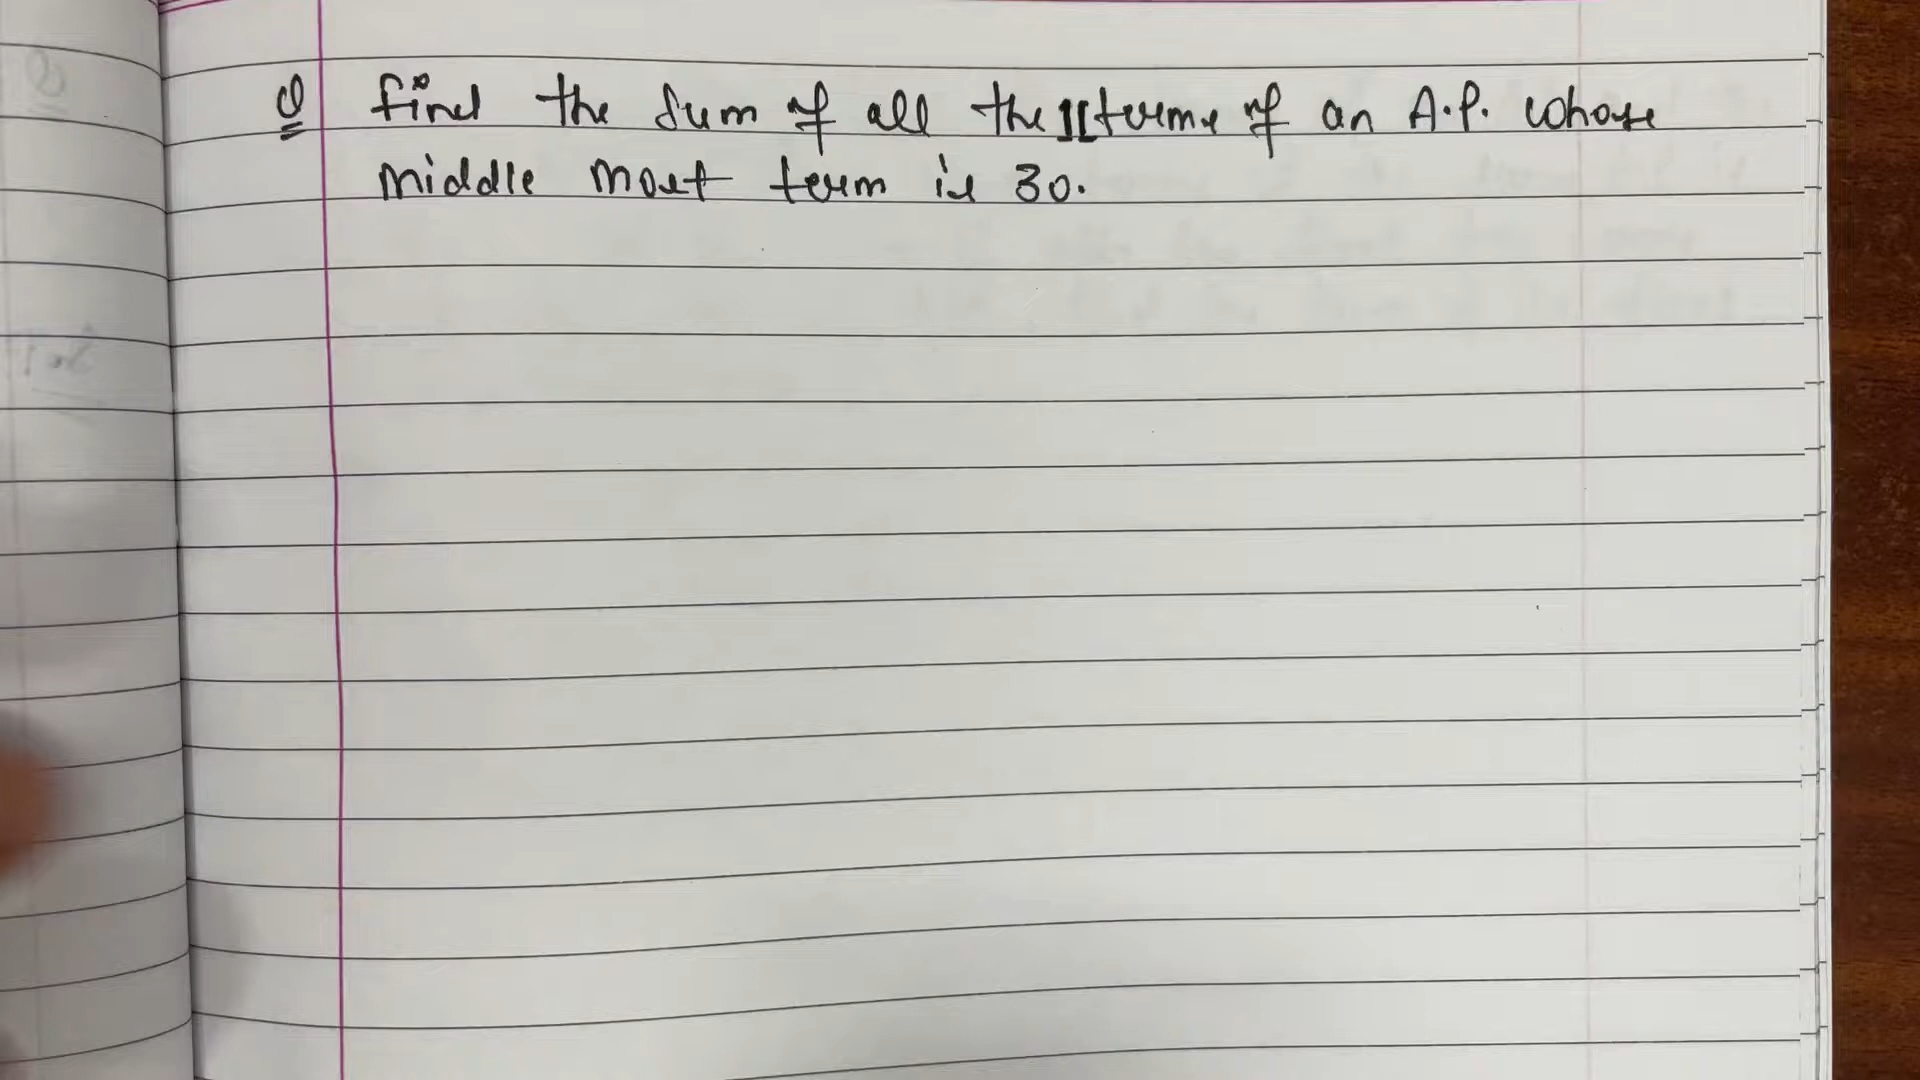 Q Find the sum of all the 11 terms of an A.P. whose
middle most term is 30.